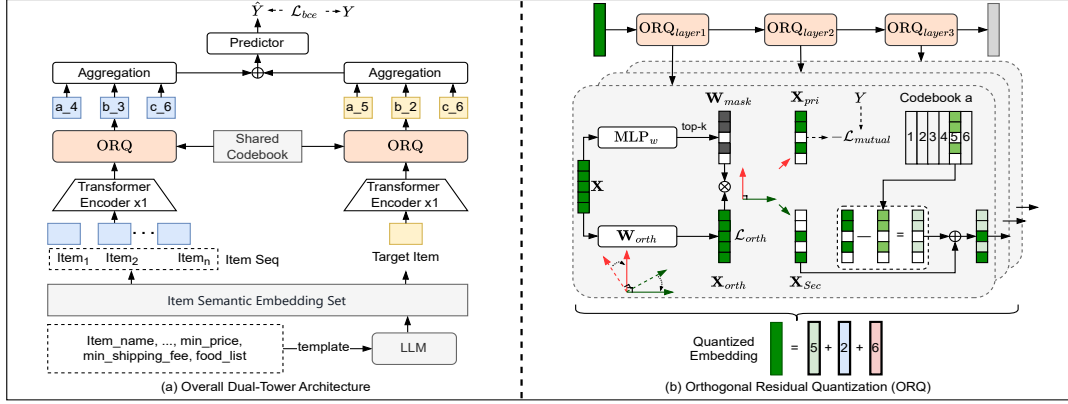 Ŷ ℒ_bce Y
Predictor
Aggregation Aggregation
a_4 b_3 c_6 a_5 b_2 c_6
ORQ Shared Codebook ORQ
Transformer Encoder x1 Transformer Encoder x1
...
Item_1 Item_2 Item_n Item Seq Target Item
Item Semantic Embedding Set
Item_name, ..., min_price,
min_shipping_fee, food_list
template
LLM
(a) Overall Dual-Tower Architecture
ORQ_layer1 ORQ_layer2 ORQ_layer3
W_mask X_pri Y Codebook a
MLP_w top-k −ℒ_mutual 1 2 3 4 5 6
X
⊗
W_orth ℒ_orth — = ⊕
X_orth X_Sec
Quantized
Embedding = 5 + 2 + 6
(b) Orthogonal Residual Quantization (ORQ)